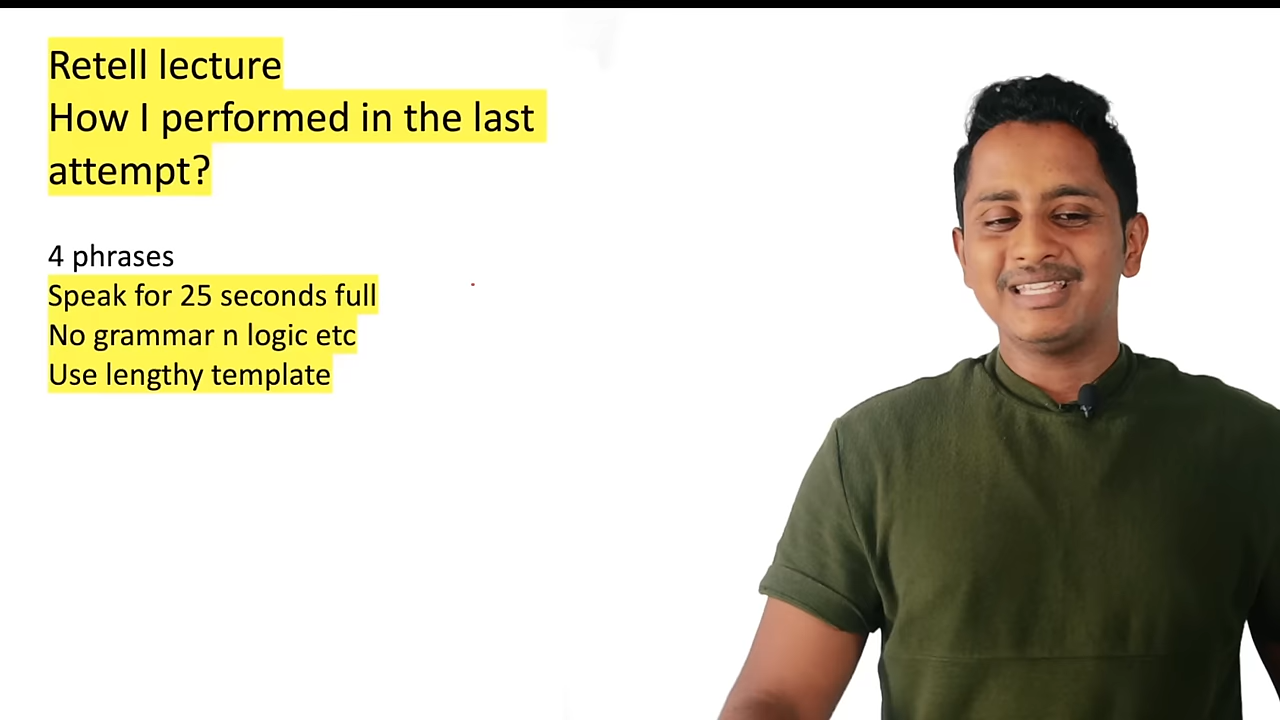 Retell lecture
How I performed in the last
attempt?
4 phrases
Speak for 25 seconds full
No grammar n logic etc
Use lengthy template